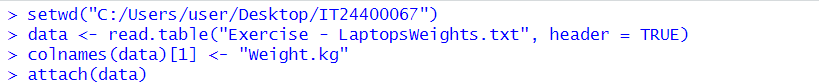 > setwd("C:/Users/user/Desktop/IT24400067")
> data <- read.table("Exercise - LaptopsWeights.txt", header = TRUE)
> colnames(data)[1] <- "Weight.kg"
> attach(data)